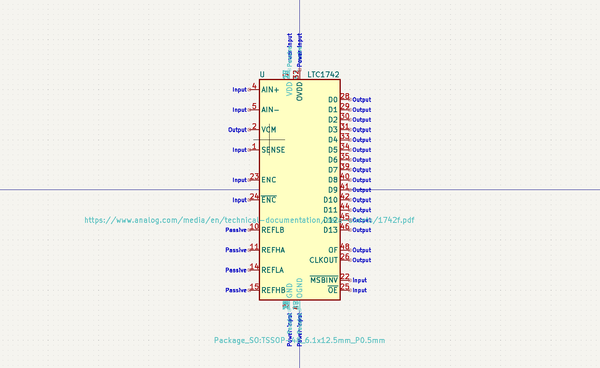 Power Input
U LTC1742
32
VDD OVDD
Input 4 AIN+
D0 28 Output
Input 5 AIN- D1 29 Output
D2 30 Output
Output 2 VCM D3 31 Output
D4 33 Output
Input 1 SENSE D5 34 Output
D6 35 Output
D7 39 Output
Input 23 ENC D8 40 Output
D9 41 Output
Input 24 ENC D10 42 Output
D11 44 Output
https://www.analog.com/media/en/technical-documentation/
/1742f.pdf
D12 45 Output
Passive 10 REFLB D13 46 Output
Passive 11 REFHA OF 48 Output
CLKOUT 26 Output
Passive 14 REFLA
MSBINV 22 Input
Passive 15 REFHB OE 25 Input
GND OGND
Power Input Power Input
Package_SO:TSSOP-
_6.1x12.5mm_P0.5mm